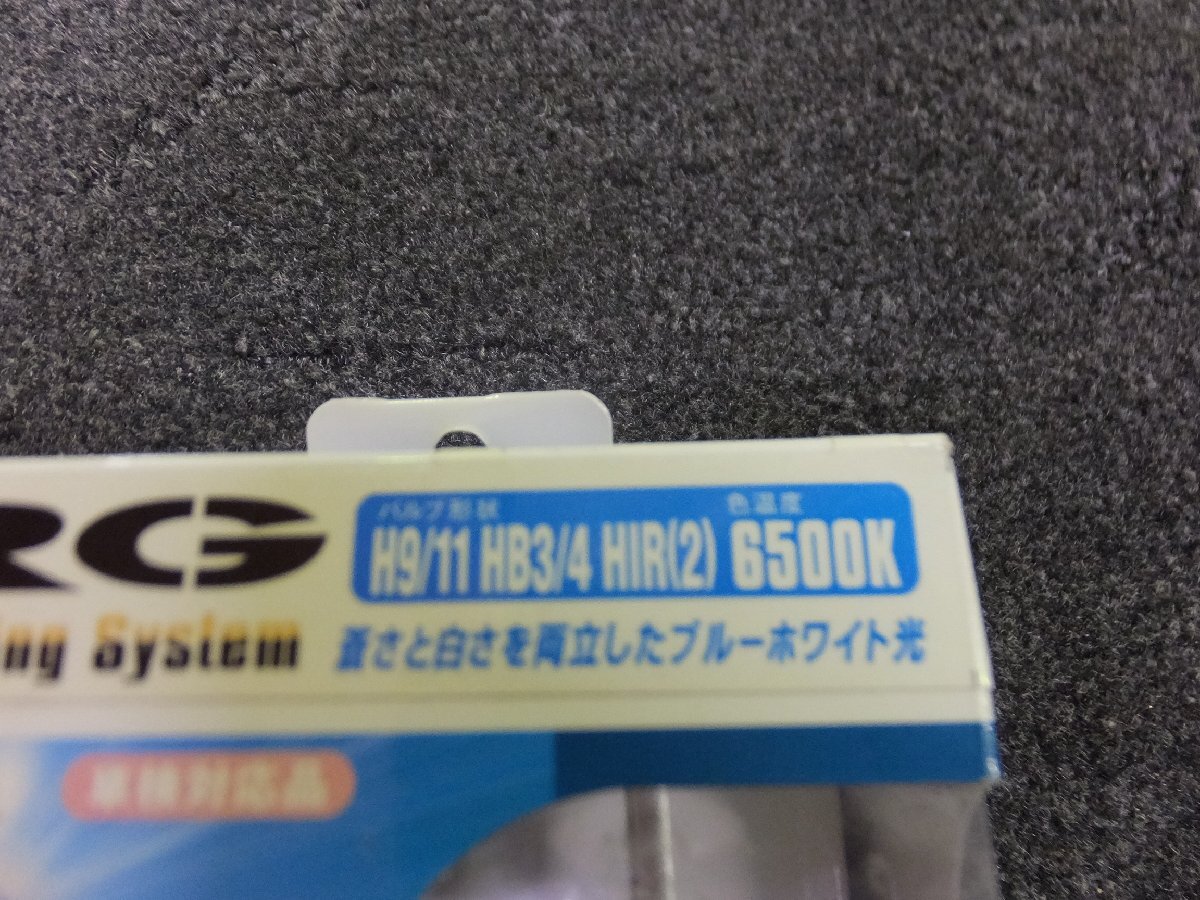 RG
バルブ形状 色温度
H9/11 HB3/4 HIR(2) 6500K
ing System
蒼さと白さを両立したブルーホワイト光
車検対応品